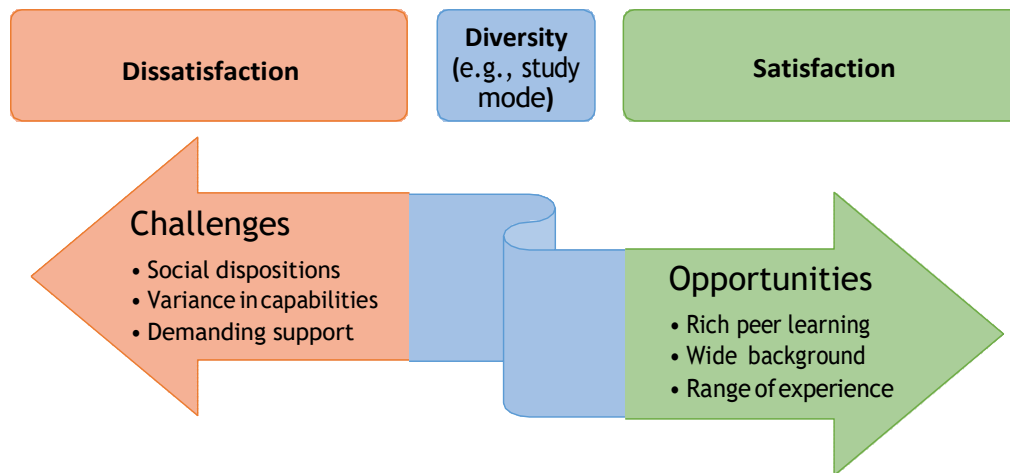 Dissatisfaction
Diversity
(e.g., study
mode)
Satisfaction
Challenges
• Social dispositions
• Variance in capabilities
• Demanding support
Opportunities
• Rich peer learning
• Wide background
• Range of experience